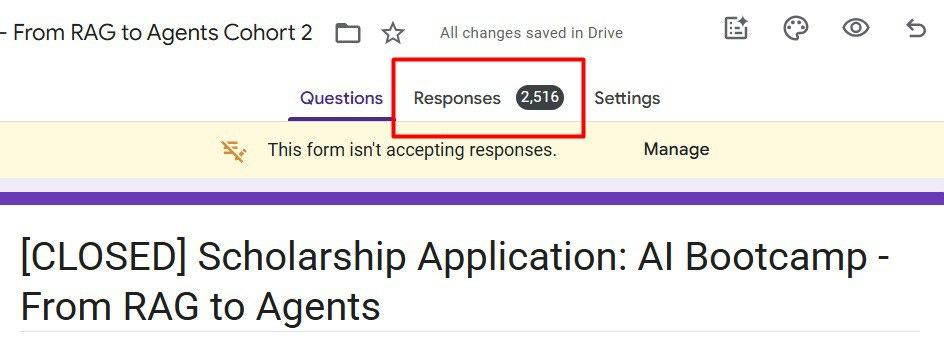 - From RAG to Agents Cohort 2
All changes saved in Drive
Questions
Responses 2,516
Settings
This form isn't accepting responses.
Manage
[CLOSED] Scholarship Application: AI Bootcamp -
From RAG to Agents